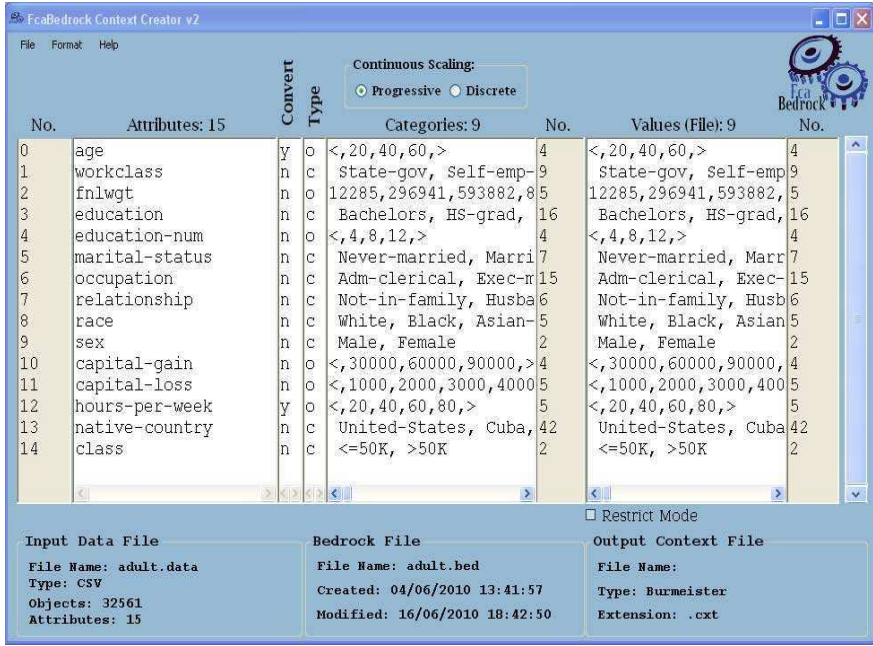 FcaBedrock Context Creator v2
File Format Help
Convert
Type
Continuous Scaling:
Progressive Discrete
Fca
Bedrock
No. Attributes: 15 Categories: 9 No. Values (File): 9 No.
0 age y o <,20,40,60,> 4 <,20,40,60,> 4
1 workclass n c State-gov, Self-emp- 9 State-gov, Self-emp 9
2 fnlwgt n o 12285,296941,593882,8 5 12285,296941,593882, 5
3 education n c Bachelors, HS-grad, 16 Bachelors, HS-grad, 16
4 education-num n o <,4,8,12,> 4 <,4,8,12,> 4
5 marital-status n c Never-married, Marri 7 Never-married, Marr 7
6 occupation n c Adm-clerical, Exec-m 15 Adm-clerical, Exec- 15
7 relationship n c Not-in-family, Husba 6 Not-in-family, Husb 6
8 race n c White, Black, Asian- 5 White, Black, Asian 5
9 sex n c Male, Female 2 Male, Female 2
10 capital-gain n o <,30000,60000,90000,> 4 <,30000,60000,90000, 4
11 capital-loss n o <,1000,2000,3000,4000 5 <,1000,2000,3000,400 5
12 hours-per-week y o <,20,40,60,80,> 5 <,20,40,60,80,> 5
13 native-country n c United-States, Cuba, 42 United-States, Cuba 42
14 class n c <=50K, >50K 2 <=50K, >50K 2
Restrict Mode
Input Data File
File Name: adult.data
Type: CSV
Objects: 32561
Attributes: 15
Bedrock File
File Name: adult.bed
Created: 04/06/2010 13:41:57
Modified: 16/06/2010 18:42:50
Output Context File
File Name:
Type: Burmeister
Extension: .cxt